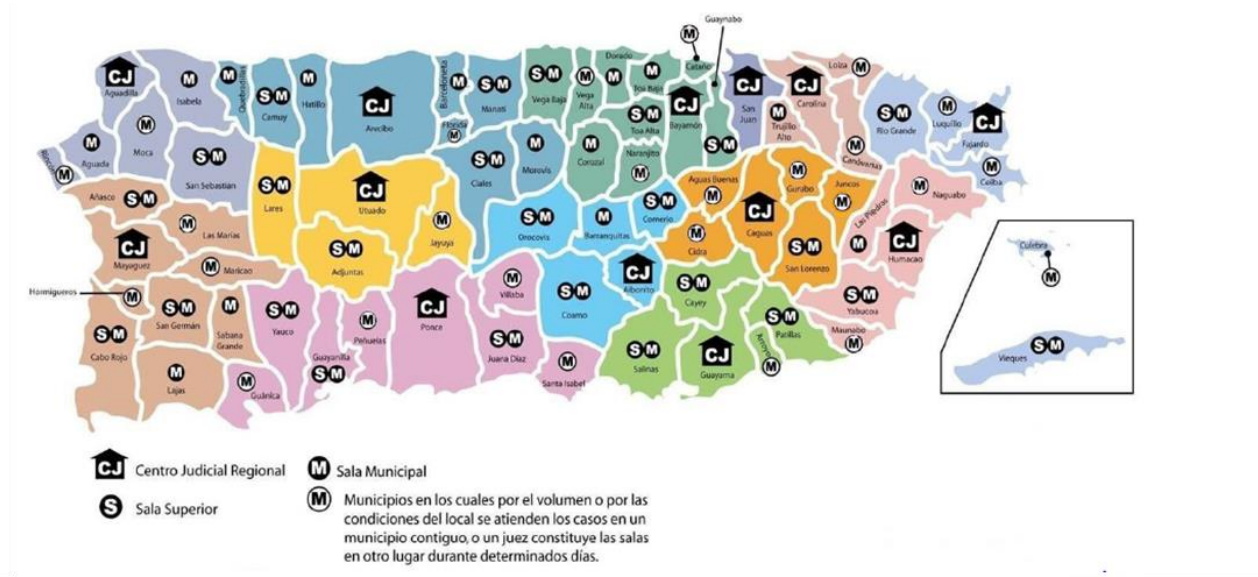 Guaynabo
M
Cataño
Dorado
Loíza M
CJ
Aguadilla
M
Isabela
M
Quebradillas
S M
Camuy
M
Hatillo
CJ
Arecibo
Barceloneta
M
S M
Manatí
Florida
M
S M
Vega Baja
M
Vega
Alta
M
M
Toa Baja
S M
Toa Alta
CJ
Bayamón
S M
CJ
San
Juan
CJ
Carolina
M
Trujillo
Alto
M
Canóvanas
S M
Río Grande
M
Luquillo
CJ
Fajardo
M
Ceiba
M
Moca
M
Aguada
Rincón
M
S M
San Sebastián
S M
Lares
CJ
Utuado
M
Jayuya
S M
Adjuntas
S M
Ciales
M
Morovis
M
Corozal
Naranjito
M
S M
Orocovis
M
Barranquitas
S M
Comerío
Aguas Buenas
M
M
Cidra
CJ
Caguas
M
Gurabo
Juncos
M
S M
San Lorenzo
Las Piedras
M
M
Naguabo
CJ
Humacao
S M
Yabucoa
Maunabo
M
Añasco S M
M
Las Marías
CJ
Mayagüez
M
Maricao
Hormigueros
M
S M
San Germán
M
Sabana
Grande
S M
Cabo Rojo
M
Lajas
M
Guánica
S M
Yauco
Guayanilla
S M
M
Peñuelas
CJ
Ponce
M
Villalba
S M
Juana Díaz
S M
Coamo
M
Santa Isabel
CJ
Aibonito
S M
Cayey
S M
Salinas
CJ
Guayama
Arroyo
M
S M
Patillas
Culebra
M
Vieques S M
CJ Centro Judicial Regional
S Sala Superior
M Sala Municipal
M Municipios en los cuales por el volumen o por las
condiciones del local se atienden los casos en un
municipio contiguo, o un juez constituye las salas
en otro lugar durante determinados días.